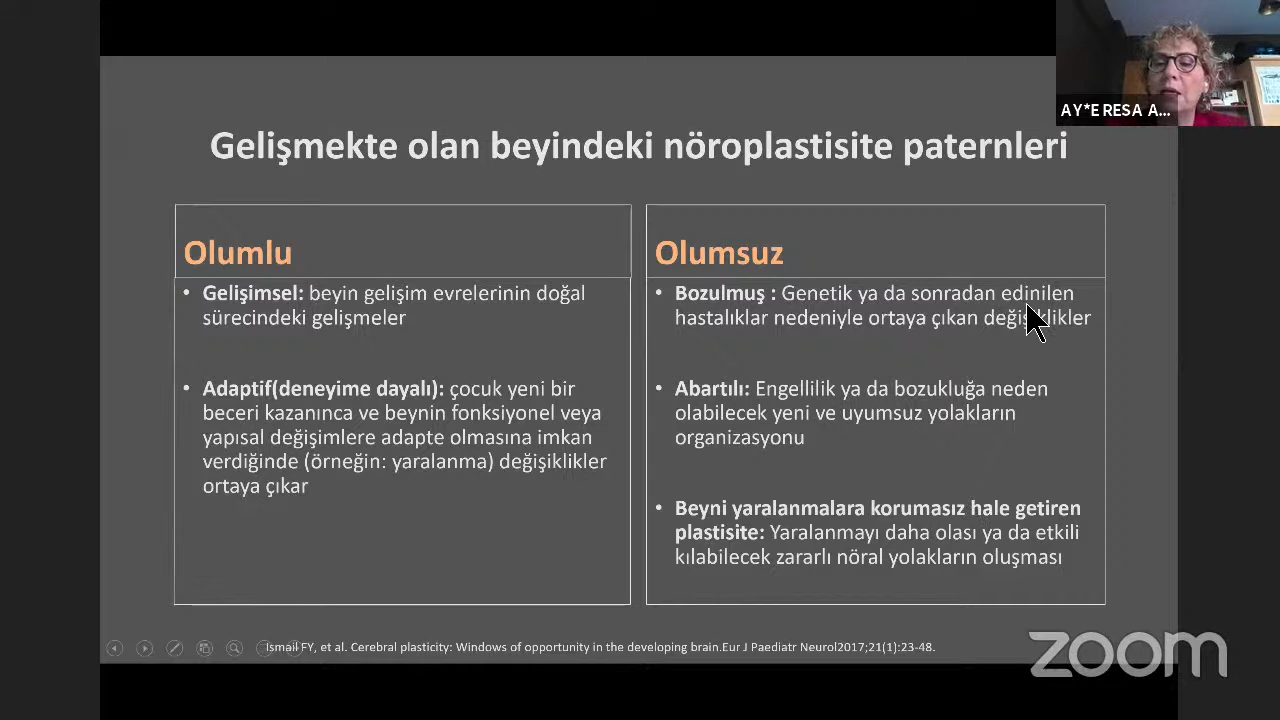 AY*E RESA A...
Gelişmekte olan beyindeki nöroplastisite paternleri
Olumlu
• Gelişimsel: beyin gelişim evrelerinin doğal
sürecindeki gelişmeler
• Adaptif(deneyime dayalı): çocuk yeni bir
beceri kazanınca ve beynin fonksiyonel veya
yapısal değişimlere adapte olmasına imkan
verdiğinde (örneğin: yaralanma) değişiklikler
ortaya çıkar
Olumsuz
• Bozulmuş : Genetik ya da sonradan edinilen
hastalıklar nedeniyle ortaya çıkan değişiklikler
• Abartılı: Engellilik ya da bozukluğa neden
olabilecek yeni ve uyumsuz yolakların
organizasyonu
• Beyni yaralanmalara korumasız hale getiren
plastisite: Yaralanmayı daha olası ya da etkili
kılabilecek zararlı nöral yolakların oluşması
Ismail FY, et al. Cerebral plasticity: Windows of opportunity in the developing brain.Eur J Paediatr Neurol2017;21(1):23-48.
zoom